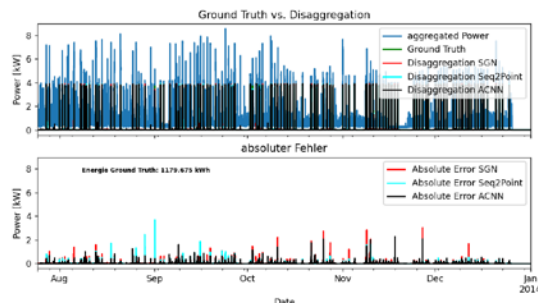 Ground Truth vs. Disaggregation
Power [kW]
8
6
4
2
0
aggregated Power
Ground Truth
Disaggregation SGN
Disaggregation Seq2Point
Disaggregation ACNN
absoluter Fehler
Power [kW]
8
6
4
2
0
Energie Ground Truth: 1179.675 kWh
Absolute Error SGN
Absolute Error Seq2Point
Absolute Error ACNN
Aug
Sep
Oct
Nov
Dec
Jan
2014
Date